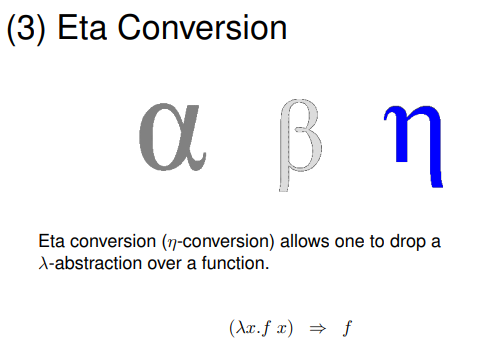 (3) Eta Conversion
α β η
Eta conversion (η-conversion) allows one to drop a
λ-abstraction over a function.
(λx.f x) ⇒ f